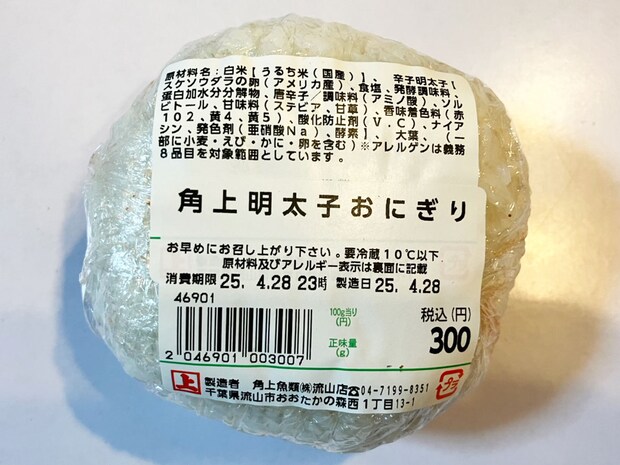 原材料名：白米【うるち米(国産)】、辛子明太子【
スケソウダラの卵(アメリカ産)、食塩、発酵調味料、
蛋白加水分解物、唐辛子／調味料(アミノ酸)、ソル
ビトール、甘味料(ステビア、甘草)、香味着色料(赤
102、黄4、黄5)、酸化防止剤(V.C)、ナイア
シン、発色剤(亜硝酸Na)、酵素】、大葉、(一
部に小麦・えび・かに・卵を含む)※アレルゲンは義務
8品目を対象範囲としています。
角上明太子おにぎり
お早めにお召し上がり下さい。要冷蔵10℃以下
原材料及びアレルギー表示は裏面に記載
消費期限25.4.28 23時 製造日25.4.28
46901
100g当り
(円)
税込(円)
正味量
(g)
300
2 046901 003007
上 製造者 角上魚類㈱流山店☎04-7199-8351
千葉県流山市おおたかの森西1丁目13-1
プラ